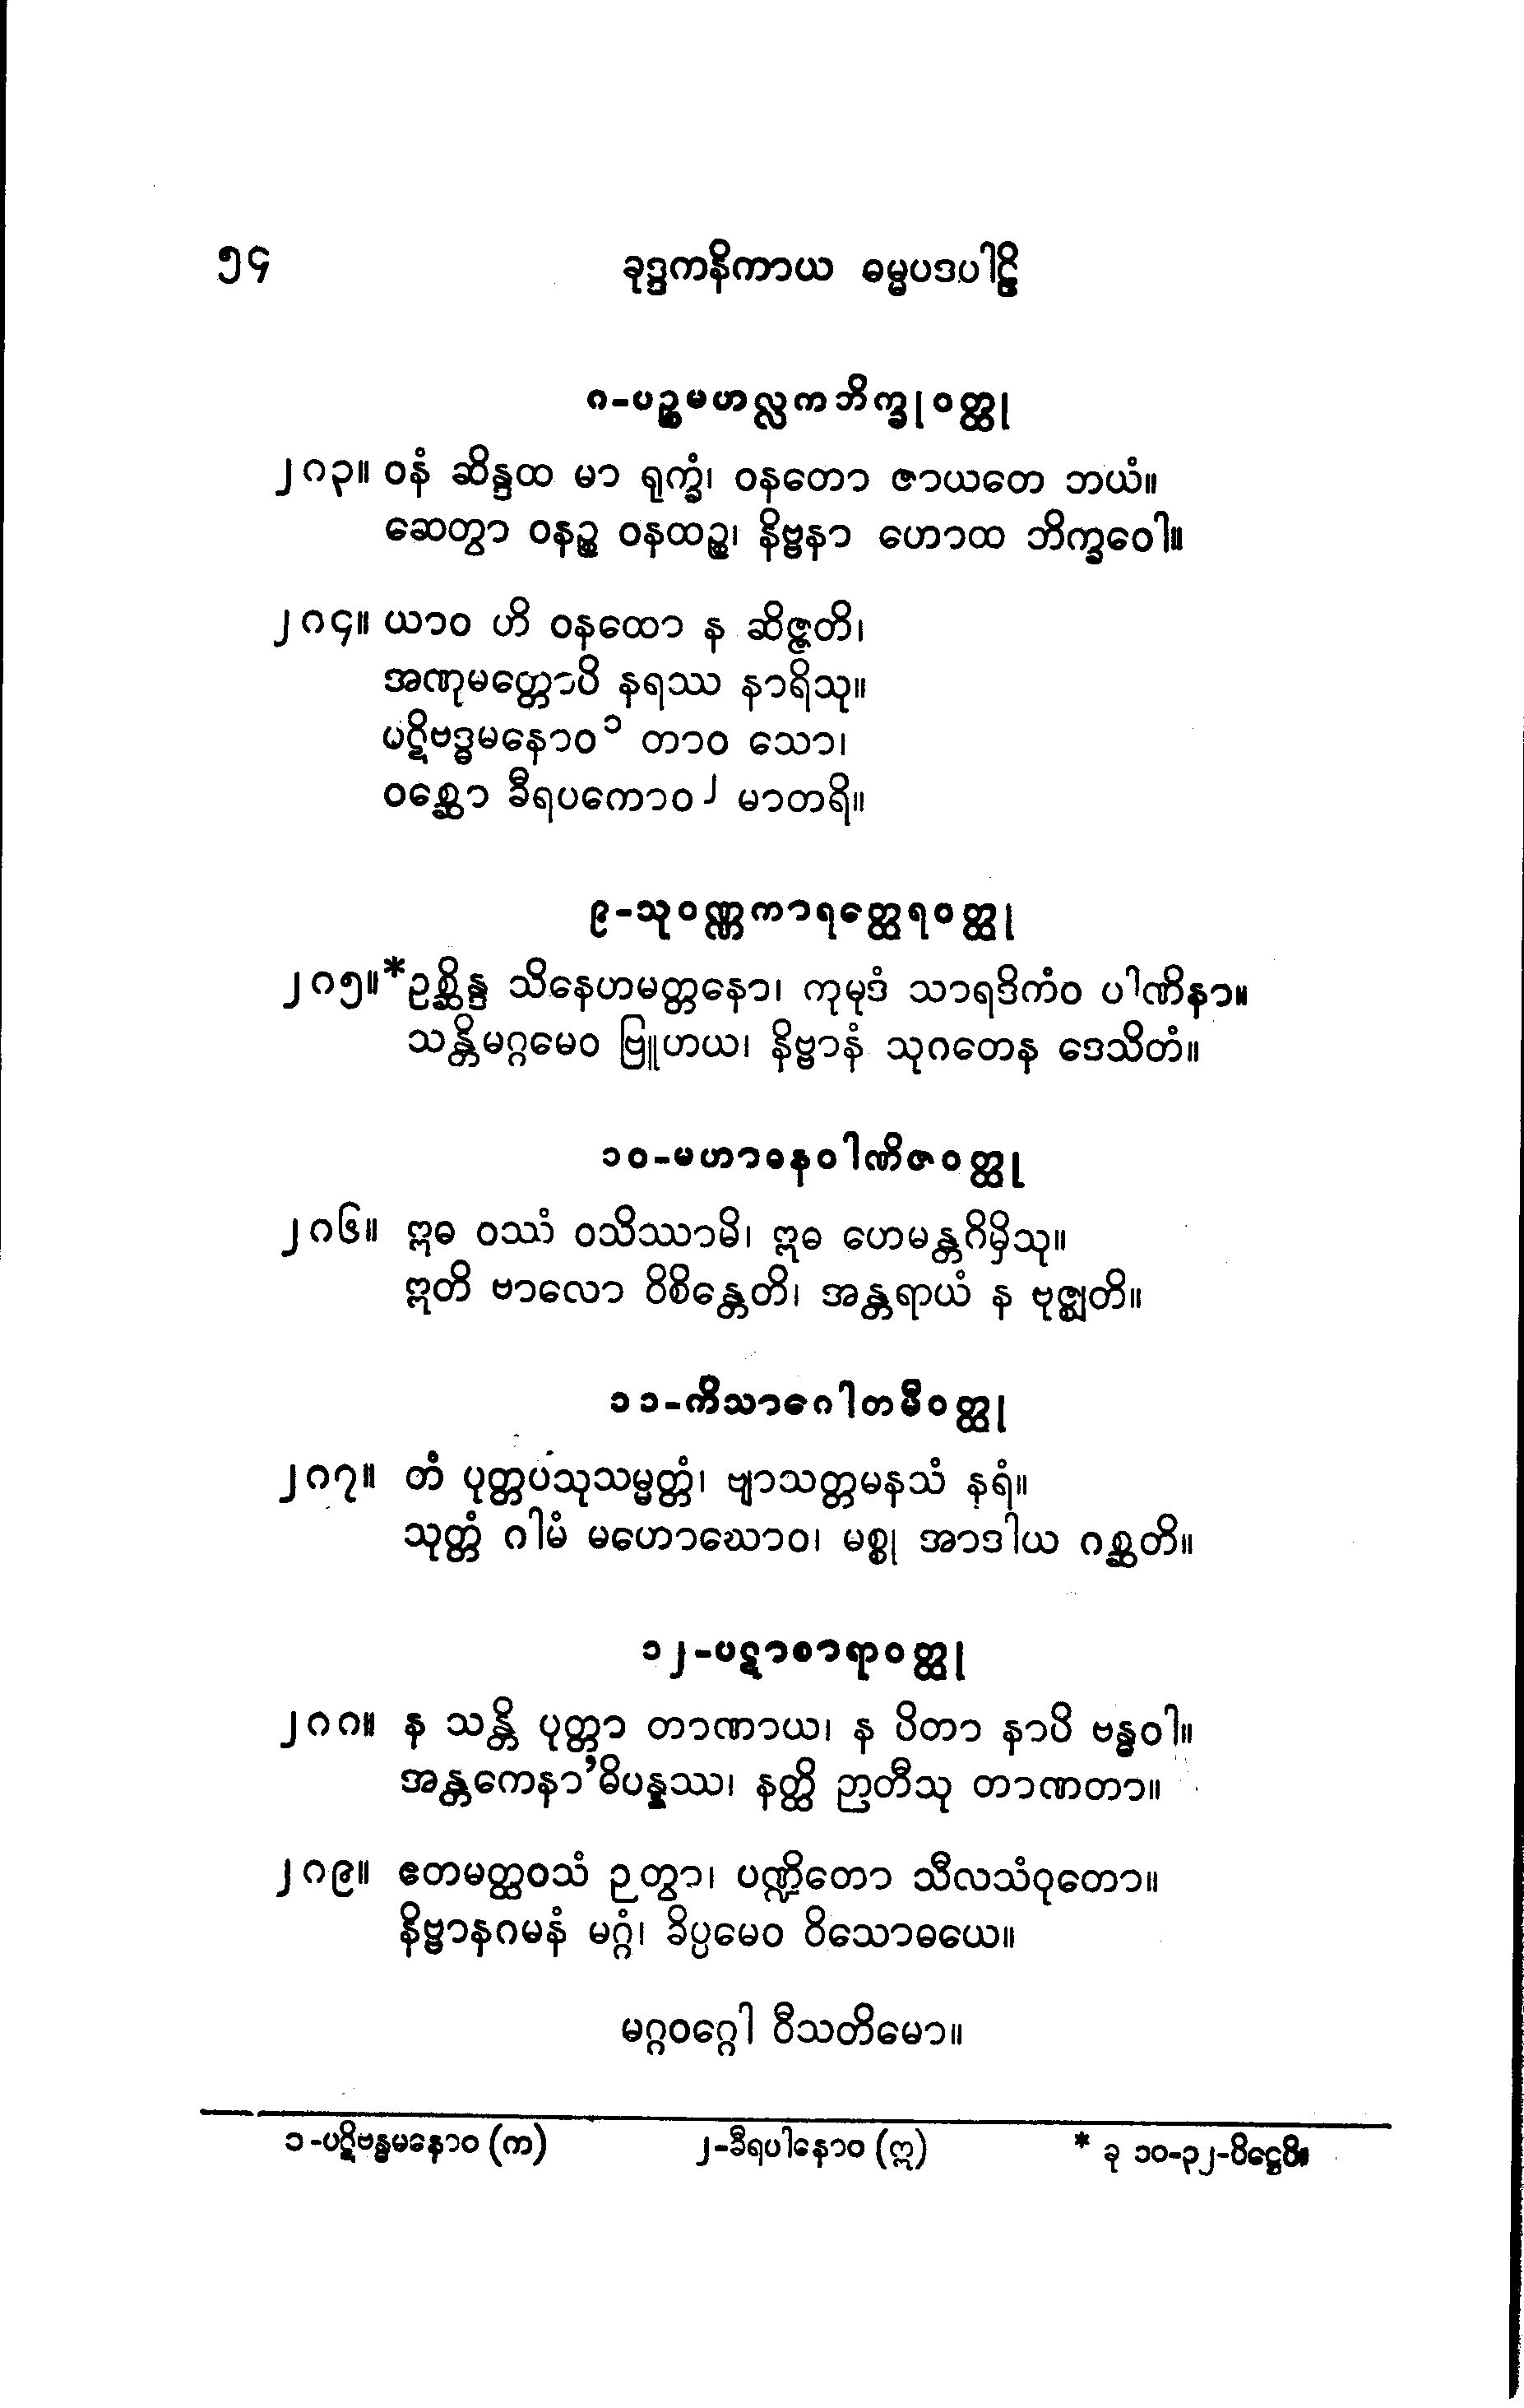 ၅၄ ခုဒ္ဒကနိကာယ ဓမ္မပဒပါဠိ
၈-ပဉ္စမဟလ္လကဘိက္ခုဝတ္ထု
၂၈၃။ ဝနံ ဆိန္ဒထ မာ ရုက္ခံ၊ ဝနတော ဇာယတေ ဘယံ။
ဆေတွာ ဝနဉ္စ ဝနထဉ္စ၊ နိဗ္ဗနာ ဟောထ ဘိက္ခဝေါ။
၂၈၄။ ယာဝ ဟိ ဝနထော န ဆိဇ္ဇတိ၊
အဏုမတ္တောပိ နရဿ နာရိသု။
ပဋိဗဒ္ဓမနောဝ၁ တာဝ သော၊
ဝစ္ဆော ခီရပကောဝ၂ မာတရိ။
၉-သုဝဏ္ဏကာရတ္ထေရဝတ္ထု
၂၈၅။*ဥစ္ဆိန္ဒ သိနေဟမတ္တနော၊ ကုမုဒံ သာရဒိကံဝ ပါဏိနာ။
သန္တိမဂ္ဂမေဝ ဗြူဟယ၊ နိဗ္ဗာနံ သုဂတေန ဒေသိတံ။
၁၀-မဟာဓနဝါဏိဇဝတ္ထု
၂၈၆။ ဣဓ ဝဿံ ဝသိဿာမိ၊ ဣဓ ဟေမန္တဂိမှိသု။
ဣတိ ဗာလော ဝိစိန္တေတိ၊ အန္တရာယံ န ဗုဇ္ဈတိ။
၁၁-ကိသာဂေါတမီဝတ္ထု
၂၈၇။ တံ ပုတ္တပသုသမ္မတ္တံ၊ ဗျာသတ္တမနသံ နရံ။
သုတ္တံ ဂါမံ မဟောဃောဝ၊ မစ္စု အာဒါယ ဂစ္ဆတိ။
၁၂-ပဋာစာရာဝတ္ထု
၂၈၈။ န သန္တိ ပုတ္တာ တာဏာယ၊ န ပိတာ နာပိ ဗန္ဓဝါ။
အန္တကေနာ’ဓိပန္နဿ၊ နတ္ထိ ဉာတီသု တာဏတာ။
၂၈၉။ ဧတမတ္ထဝသံ ဉတွာ၊ ပဏ္ဍိတော သီလသံဝုတော။
နိဗ္ဗာနဂမနံ မဂ္ဂံ၊ ခိပ္ပမေဝ ဝိသောဓယေ။
မဂ္ဂဝဂ္ဂေါ ဝီသတိမော။
၁-ပဋိဗန္ဓမနောဝ (က) ၂-ခီရပါနောဝ (ဣ) * ခု ၁၀-၃၂-ပိဋ္ဌေပိ။